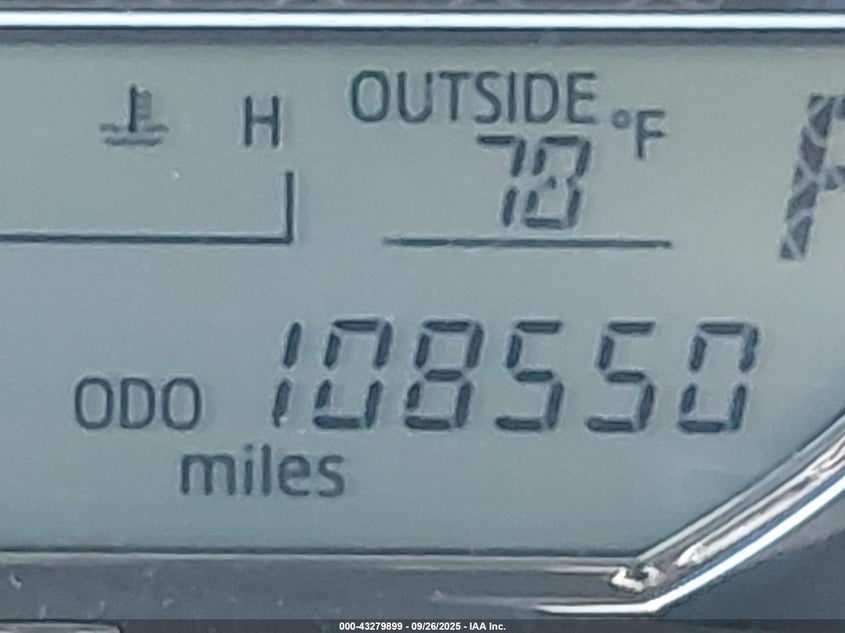 H
OUTSIDE
78 °F
ODO 108550
miles
000-43279899 - 09/26/2025 - IAA Inc.